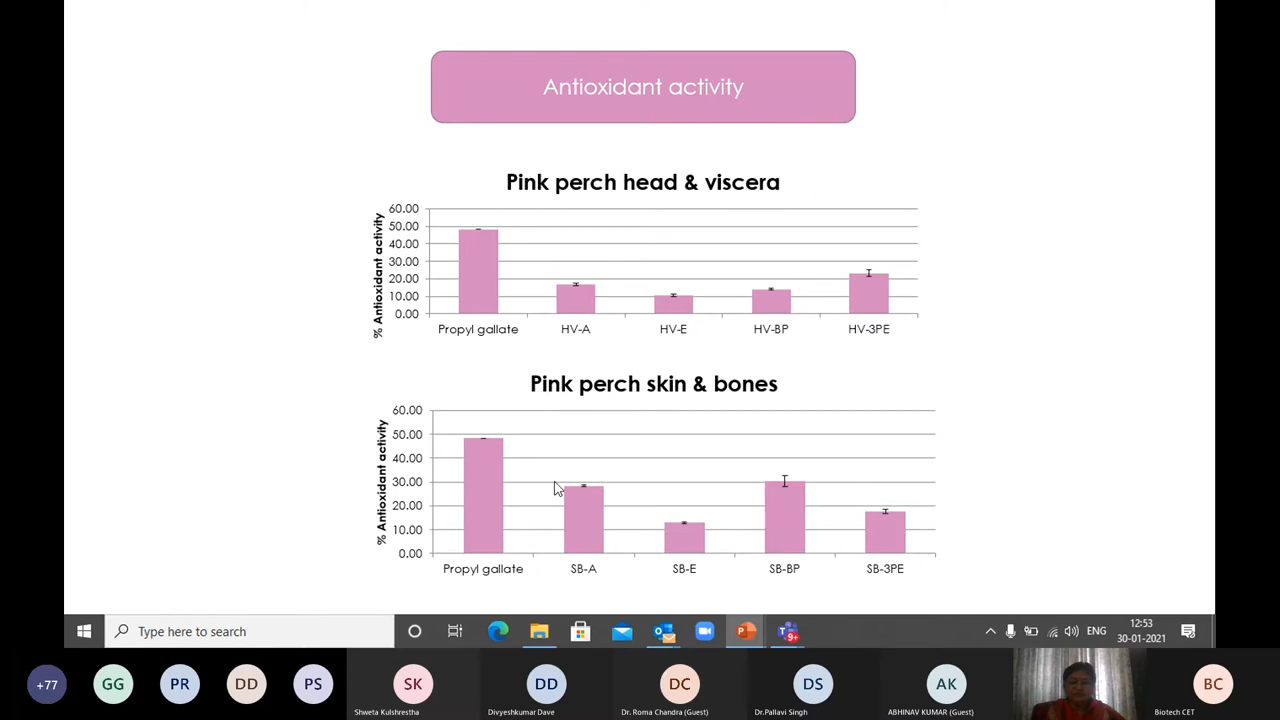 Antioxidant activity
Pink perch head & viscera
% Antioxidant activity
60.00
50.00
40.00
30.00
20.00
10.00
0.00
Propyl gallate HV-A HV-E HV-BP HV-3PE
Pink perch skin & bones
% Antioxidant activity
60.00
50.00
40.00
30.00
20.00
10.00
0.00
Propyl gallate SB-A SB-E SB-BP SB-3PE
Type here to search
9+
ENG
12:53
30-01-2021
+77 GG PR DD PS SK DD DC DS AK BC
Shweta Kulshrestha Divyeshkumar Dave Dr. Roma Chandra (Guest) Dr.Pallavi Singh ABHINAV KUMAR (Guest) Biotech CET